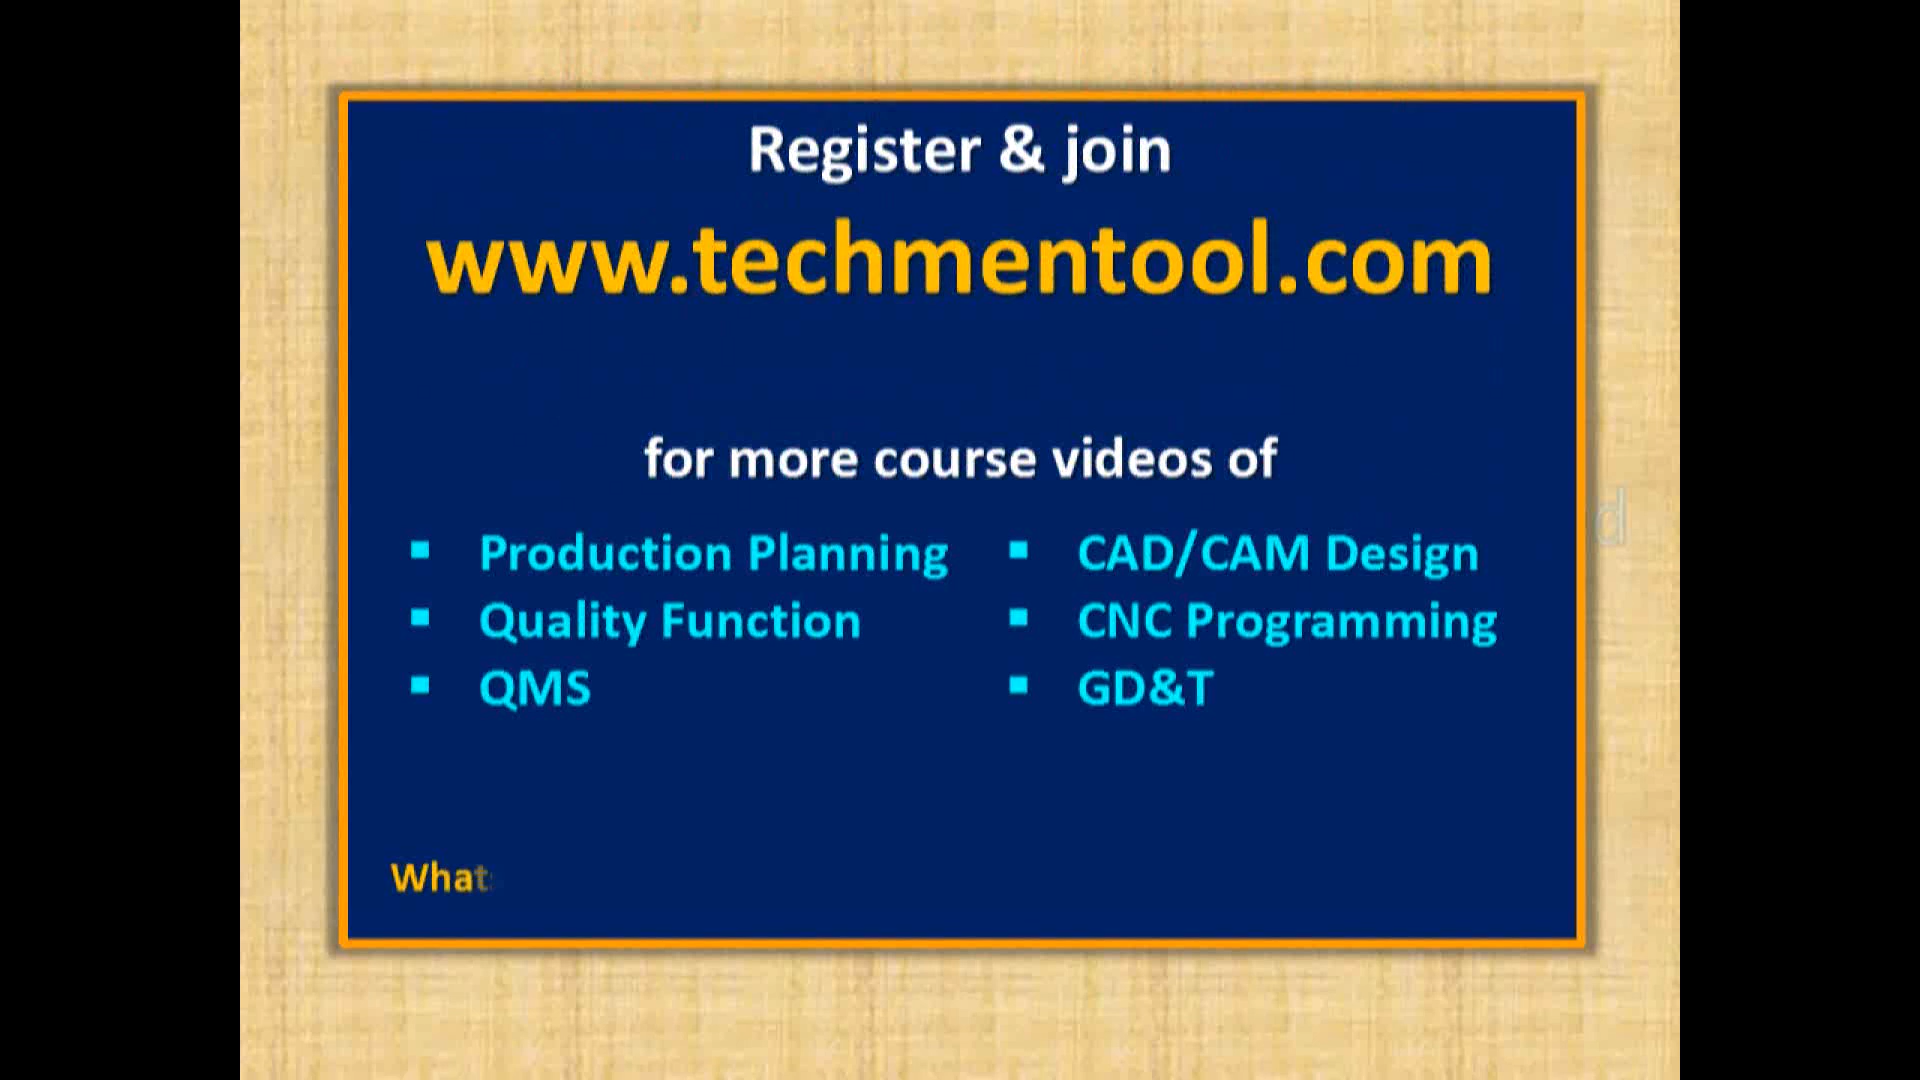 Register & join
www.techmentool.com
for more course videos of
▪ Production Planning
▪ Quality Function
▪ QMS
▪ CAD/CAM Design
▪ CNC Programming
▪ GD&T
What
d